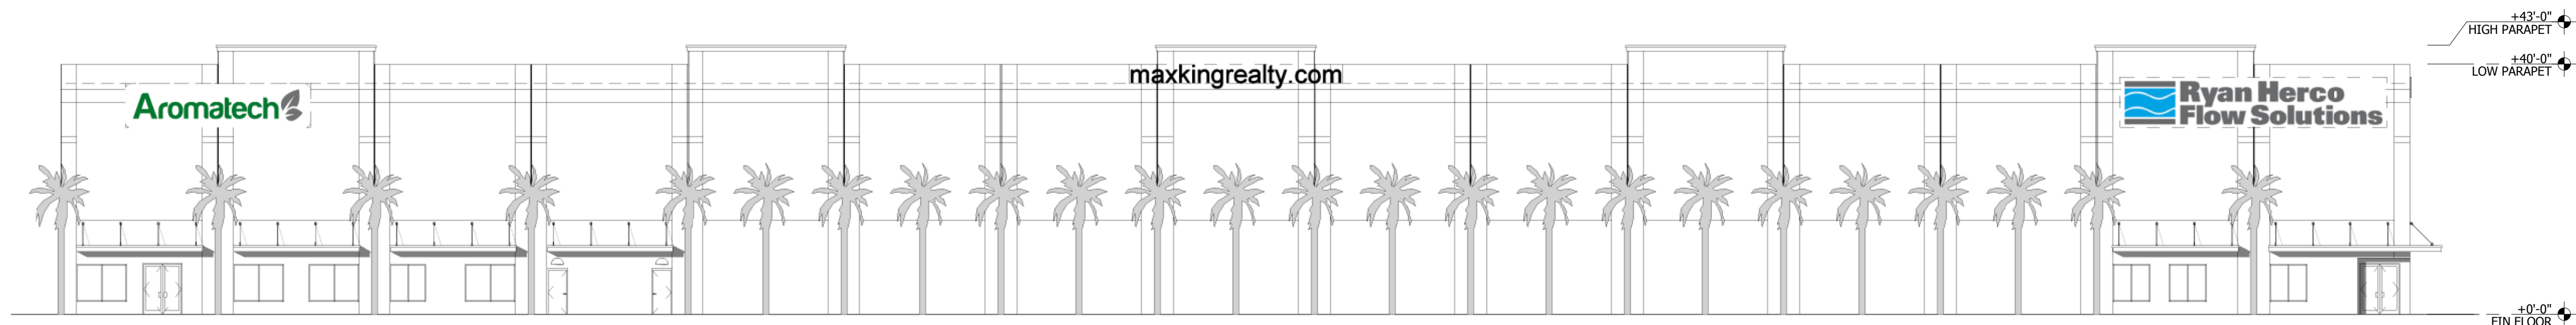 +43'-0"
HIGH PARAPET
+40'-0"
LOW PARAPET
maxkingrealty.com
Aromatech
Ryan Herco
Flow Solutions
+0'-0"
FIN FLOOR